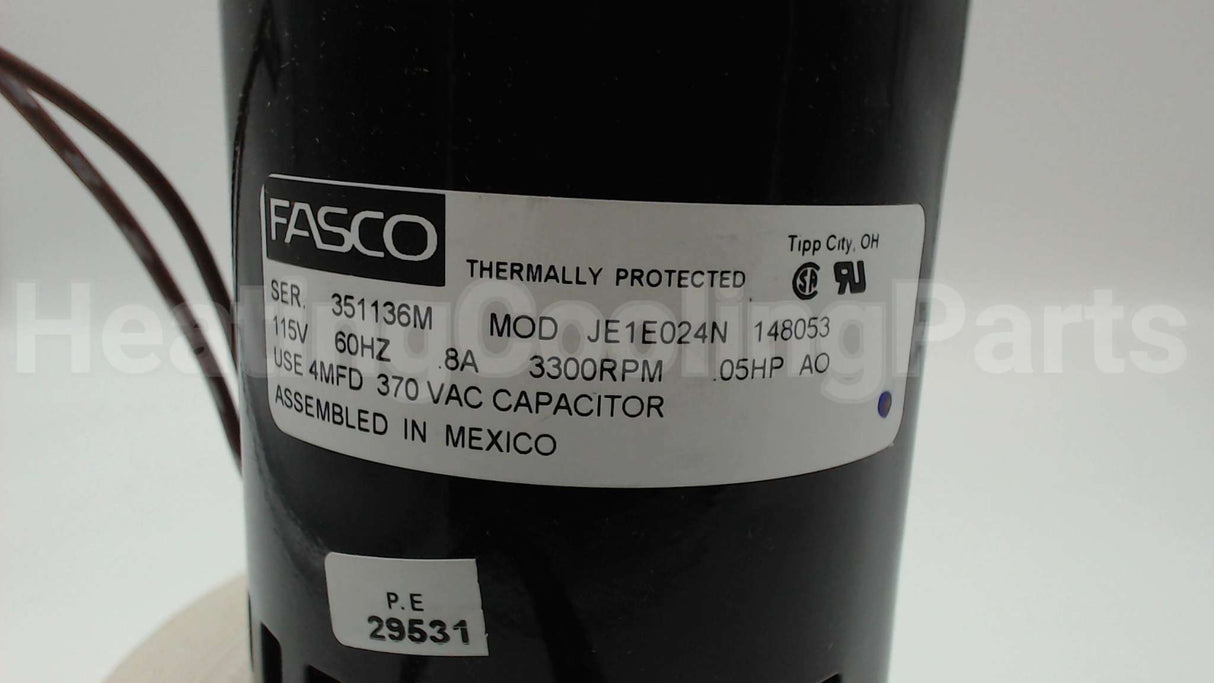 FASCO
Tipp City, OH
THERMALLY PROTECTED
SER. 351136M MOD JE1E024N 148053
115V 60HZ .8A 3300RPM .05HP AO
USE 4MFD 370 VAC CAPACITOR
ASSEMBLED IN MEXICO
HeatingCoolingParts
P.E
29531